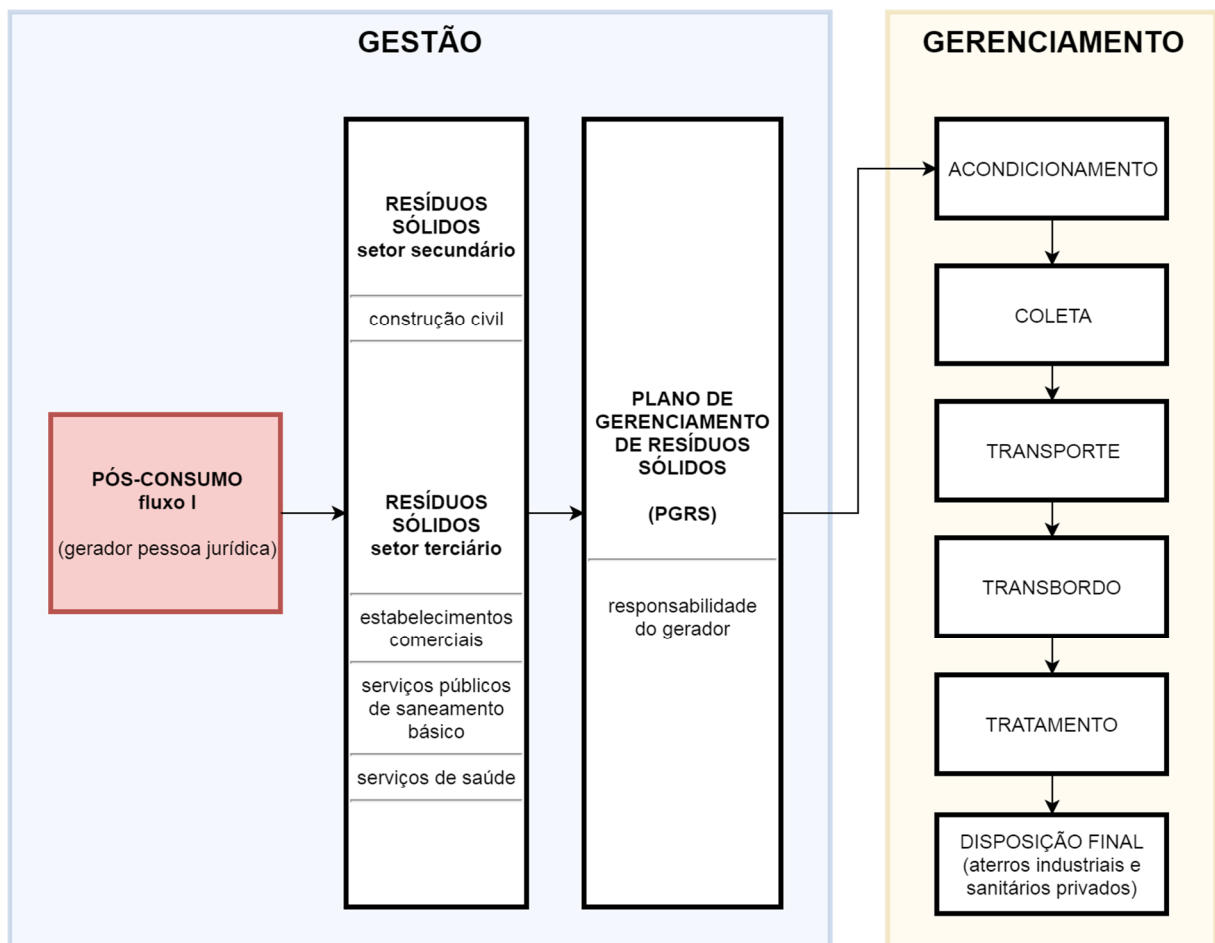 GESTÃO
GERENCIAMENTO
PÓS-CONSUMO
fluxo I
(gerador pessoa jurídica)
RESÍDUOS
SÓLIDOS
setor secundário
construção civil
RESÍDUOS
SÓLIDOS
setor terciário
estabelecimentos
comerciais
serviços públicos
de saneamento
básico
serviços de saúde
PLANO DE
GERENCIAMENTO
DE RESÍDUOS
SÓLIDOS
(PGRS)
responsabilidade
do gerador
ACONDICIONAMENTO
COLETA
TRANSPORTE
TRANSBORDO
TRATAMENTO
DISPOSIÇÃO FINAL
(aterros industriais e
sanitários privados)